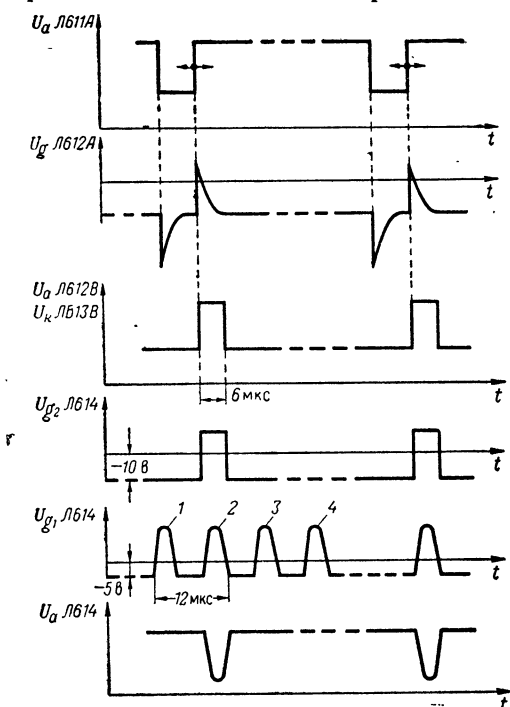 Uа Л611А
t
Ug Л612А
t
Uа Л612В
Uк Л613В
6 мкс
t
Ug2 Л614
−10 в
t
Ug1 Л614
1 2 3 4
−5 в
12 мкс
t
Uа Л614
t